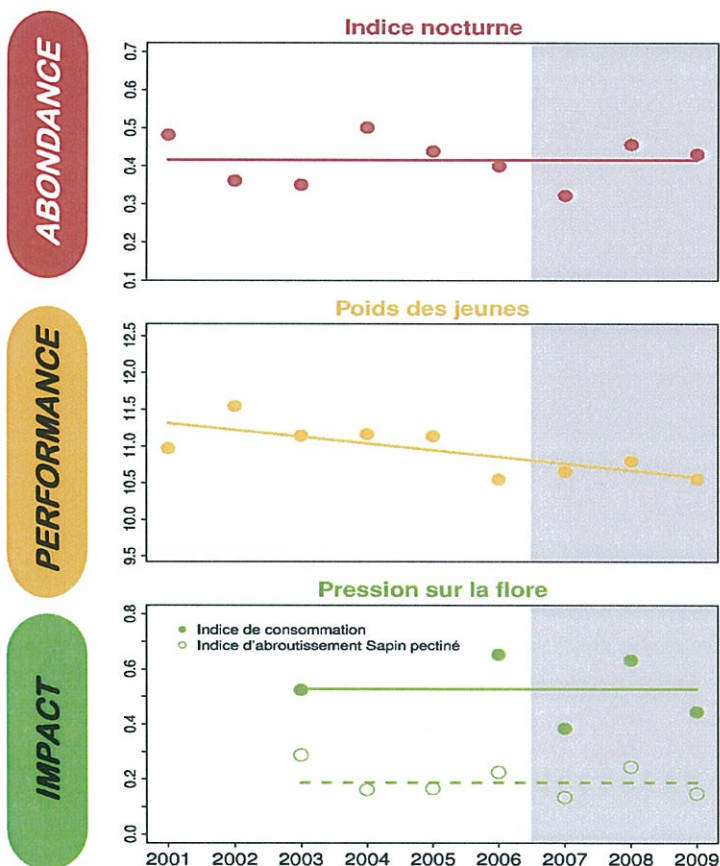 ABONDANCE
Indice nocturne
0.7
0.6
0.5
0.4
0.3
0.2
0.1
PERFORMANCE
Poids des jeunes
12.5
12.0
11.5
11.0
10.5
10.0
9.5
IMPACT
Pression sur la flore
0.8
0.6
0.4
0.2
0.0
Indice de consommation
Indice d'abroutissement Sapin pectiné
2001 2002 2003 2004 2005 2006 2007 2008 2009